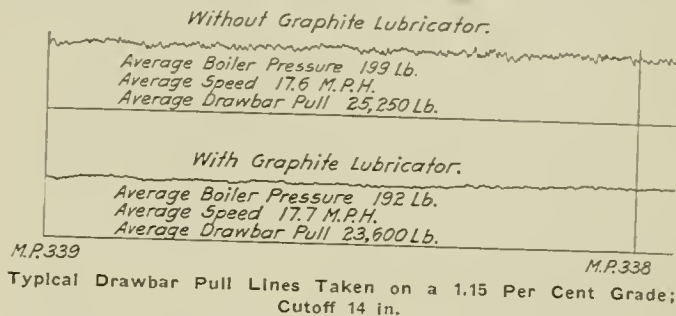 Without Graphite Lubricator.
Average Boiler Pressure 199 Lb.
Average Speed 17.6 M.P.H.
Average Drawbar Pull 25,250 Lb.
With Graphite Lubricator.
Average Boiler Pressure 192 Lb.
Average Speed 17.7 M.P.H.
Average Drawbar Pull 23,600 Lb.
M.P.339 M.P.338
Typical Drawbar Pull Lines Taken on a 1.15 Per Cent Grade;
Cutoff 14 in.